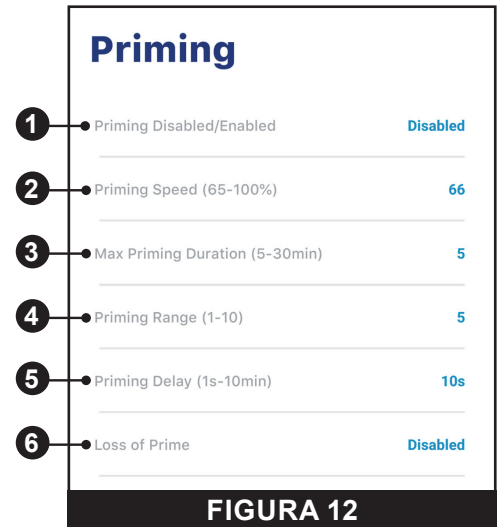 Priming
1 Priming Disabled/Enabled Disabled
2 Priming Speed (65-100%) 66
3 Max Priming Duration (5-30min) 5
4 Priming Range (1-10) 5
5 Priming Delay (1s-10min) 10s
6 Loss of Prime Disabled
FIGURA 12